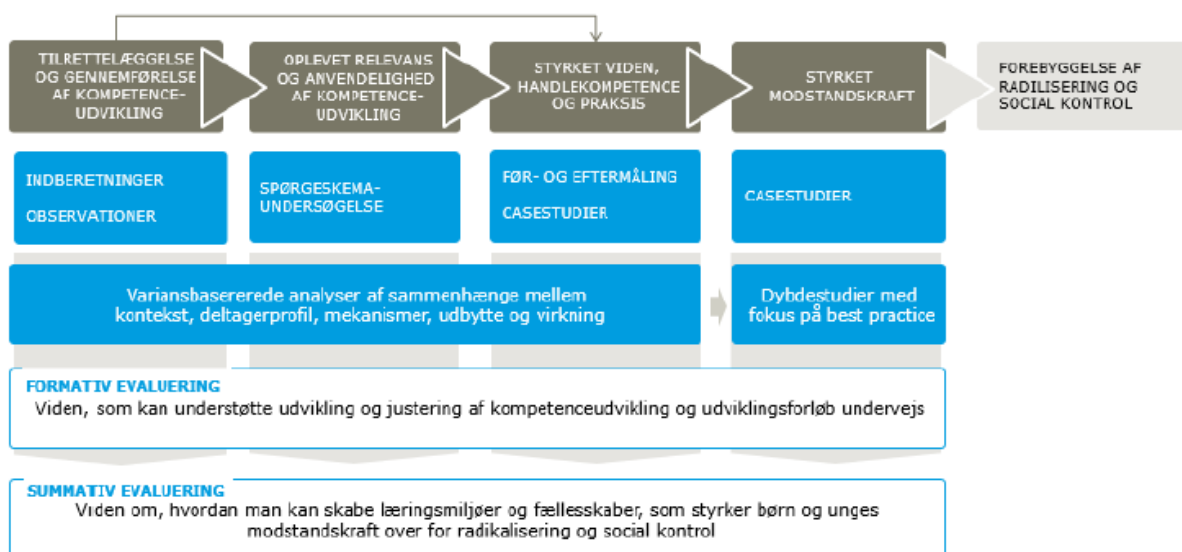 TILRETTELÆGGELSE
OG GENNEMFØRELSE
AF KOMPETENCE-
UDVIKLING
OPLEVET RELEVANS
OG ANVENDELIGHED
AF KOMPETENCE-
UDVIKLING
STYRKET VIDEN,
HANDLEKOMPETENCE
OG PRAKSIS
STYRKET
MODSTANDSKRAFT
FOREBYGGELSE AF
RADILISERING OG
SOCIAL KONTROL
INDBERETNINGER
OBSERVATIONER
SPØRGESKEMA-
UNDERSØGELSE
FØR- OG EFTERMÅLING
CASESTUDIER
CASESTUDIER
Variansbasererede analyser af sammenhænge mellem
kontekst, deltagerprofil, mekanismer, udbytte og virkning
Dybdestudier med
fokus på best practice
FORMATIV EVALUERING
Viden, som kan understøtte udvikling og justering af kompetenceudvikling og udviklingsforløb undervejs
SUMMATIV EVALUERING
Viden om, hvordan man kan skabe læringsmiljøer og fællesskaber, som styrker børn og unges
modstandskraft over for radikalisering og social kontrol